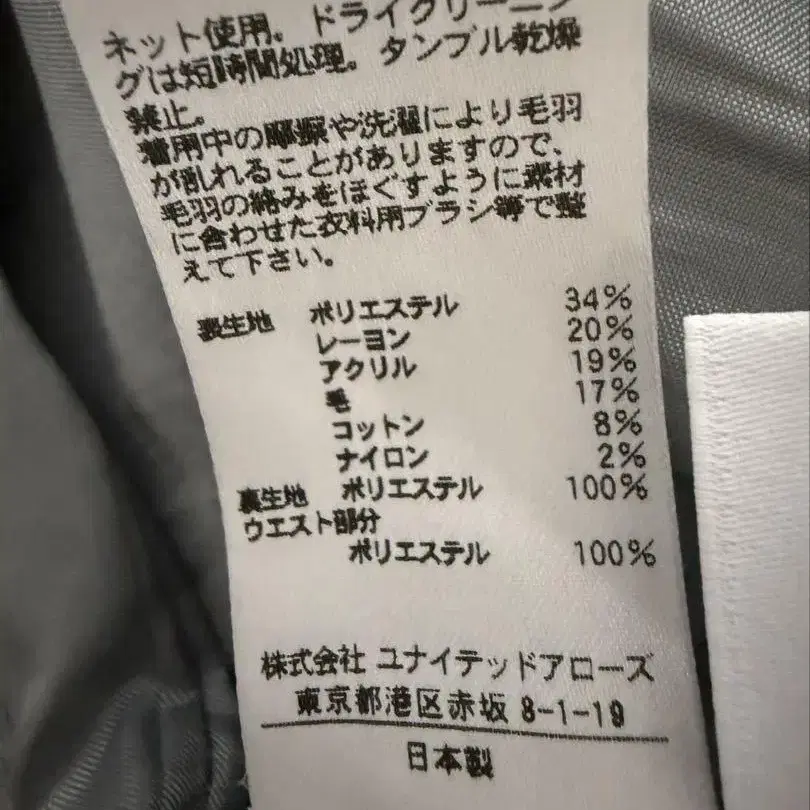 ネット使用。ドライクリーニン
グは短時間処理。タンブル乾燥
禁止。
着用中の摩擦や洗濯により毛羽
が乱れることがありますので、
毛羽の絡みをほぐすように素材
に合わせた衣料用ブラシ等で整
えて下さい。
表生地 ポリエステル 34%
レーヨン 20%
アクリル 19%
毛 17%
コットン 8%
ナイロン 2%
裏生地 ポリエステル 100%
ウエスト部分
ポリエステル 100%
株式会社 ユナイテッドアローズ
東京都港区赤坂 8-1-19
日本製